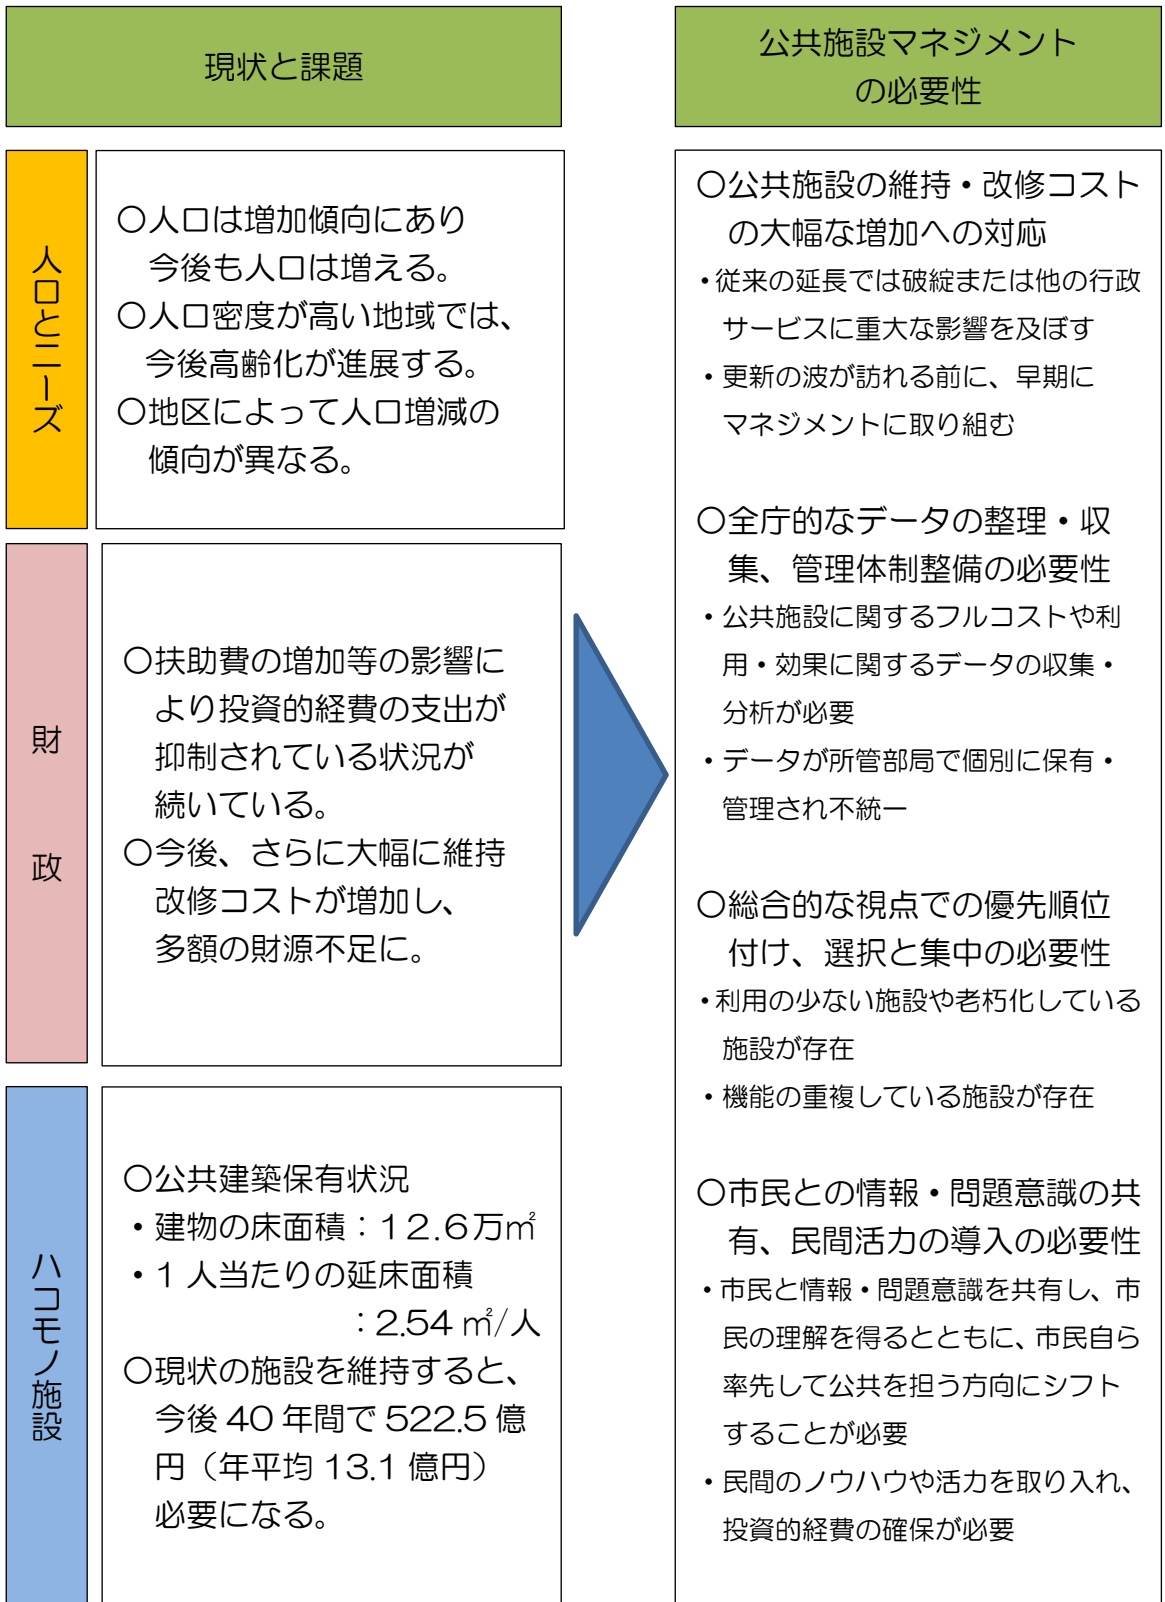 現状と課題
人口とニーズ
〇人口は増加傾向にあり
今後も人口は増える。
〇人口密度が高い地域では、
今後高齢化が進展する。
〇地区によって人口増減の
傾向が異なる。
財政
〇扶助費の増加等の影響に
より投資的経費の支出が
抑制されている状況が
続いている。
〇今後、さらに大幅に維持
改修コストが増加し、
多額の財源不足に。
ハコモノ施設
〇公共建築保有状況
・建物の床面積：１２.６万㎡
・１人当たりの延床面積
：2.54 ㎡/人
〇現状の施設を維持すると、
今後 40 年間で 522.5 億
円（年平均 13.1 億円）
必要になる。
公共施設マネジメント
の必要性
〇公共施設の維持・改修コスト
の大幅な増加への対応
・従来の延長では破綻または他の行政
サービスに重大な影響を及ぼす
・更新の波が訪れる前に、早期に
マネジメントに取り組む
〇全庁的なデータの整理・収
集、管理体制整備の必要性
・公共施設に関するフルコストや利
用・効果に関するデータの収集・
分析が必要
・データが所管部局で個別に保有・
管理され不統一
〇総合的な視点での優先順位
付け、選択と集中の必要性
・利用の少ない施設や老朽化している
施設が存在
・機能の重複している施設が存在
〇市民との情報・問題意識の共
有、民間活力の導入の必要性
・市民と情報・問題意識を共有し、市
民の理解を得るとともに、市民自ら
率先して公共を担う方向にシフト
することが必要
・民間のノウハウや活力を取り入れ、
投資的経費の確保が必要